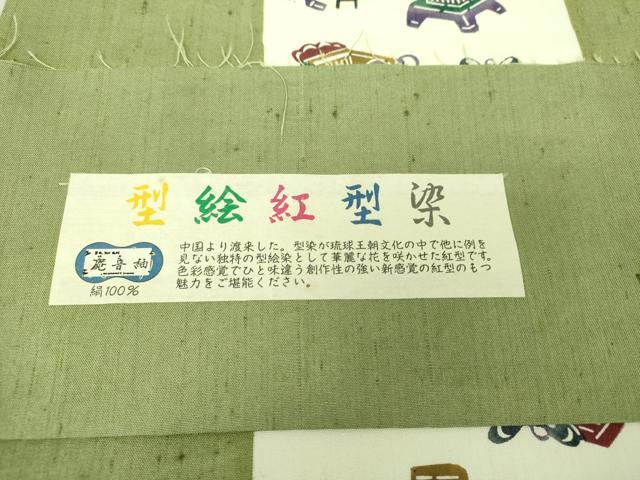 型絵紅型染
中国より渡来した。型染が琉球王朝文化の中で他に例を
見ない独特の型絵染として華麗な花を咲かせた紅型です。
色彩感覚でひと味違う創作性の強い新感覚の紅型のもつ
魅力をご堪能ください。
絹100%